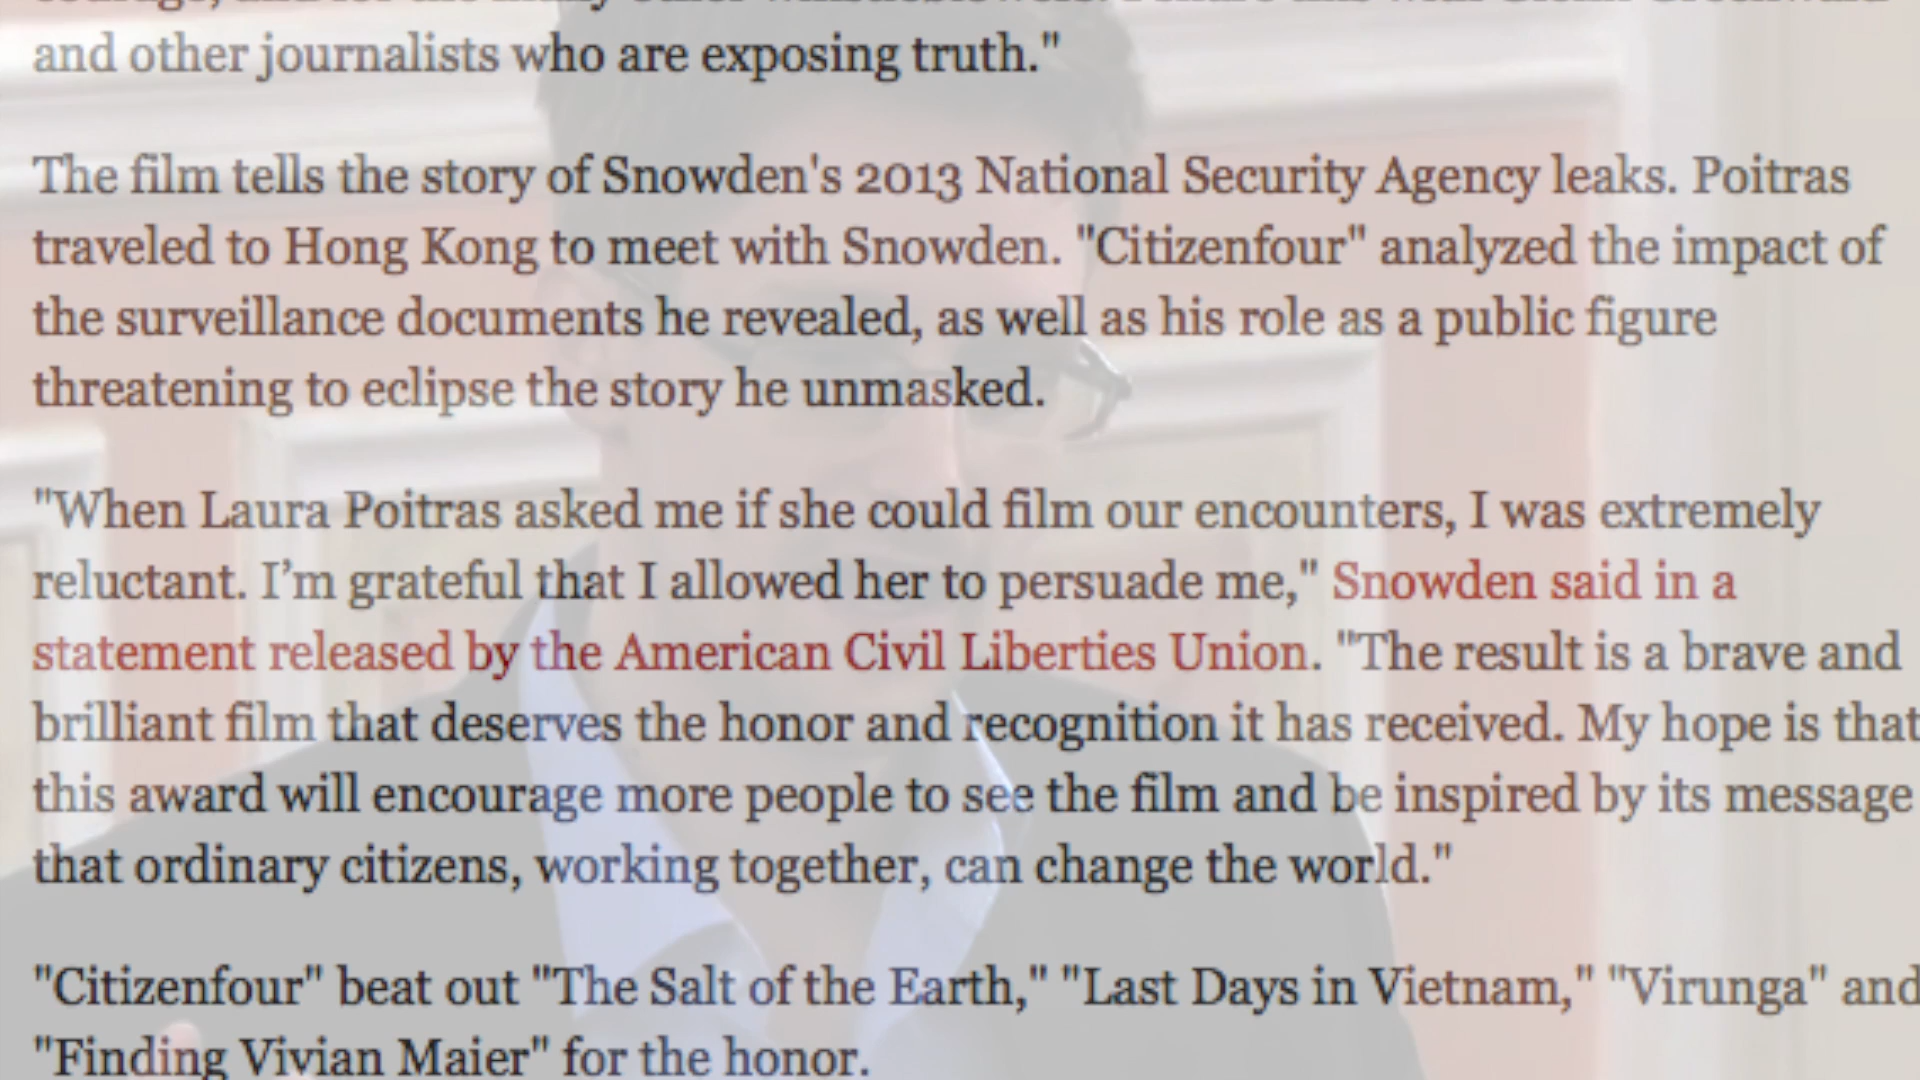 and other journalists who are exposing truth."
The film tells the story of Snowden's 2013 National Security Agency leaks. Poitras
traveled to Hong Kong to meet with Snowden. "Citizenfour" analyzed the impact of
the surveillance documents he revealed, as well as his role as a public figure
threatening to eclipse the story he unmasked.
"When Laura Poitras asked me if she could film our encounters, I was extremely
reluctant. I’m grateful that I allowed her to persuade me," Snowden said in a
statement released by the American Civil Liberties Union. "The result is a brave and
brilliant film that deserves the honor and recognition it has received. My hope is that
this award will encourage more people to see the film and be inspired by its message
that ordinary citizens, working together, can change the world."
"Citizenfour" beat out "The Salt of the Earth," "Last Days in Vietnam," "Virunga" and
"Finding Vivian Maier" for the honor.